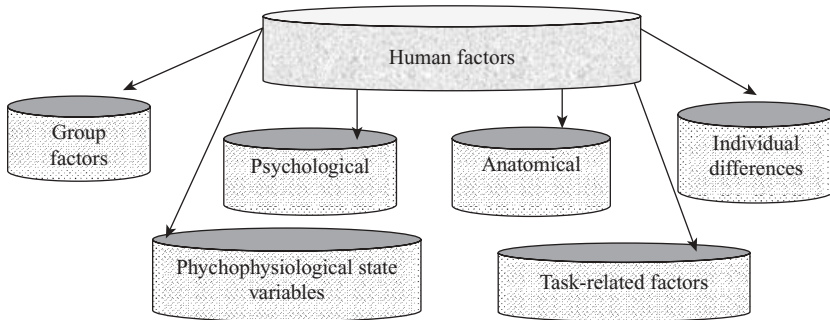 Human factors
Group
factors
Psychological
Anatomical
Individual
differences
Phychophysiological state
variables
Task-related factors